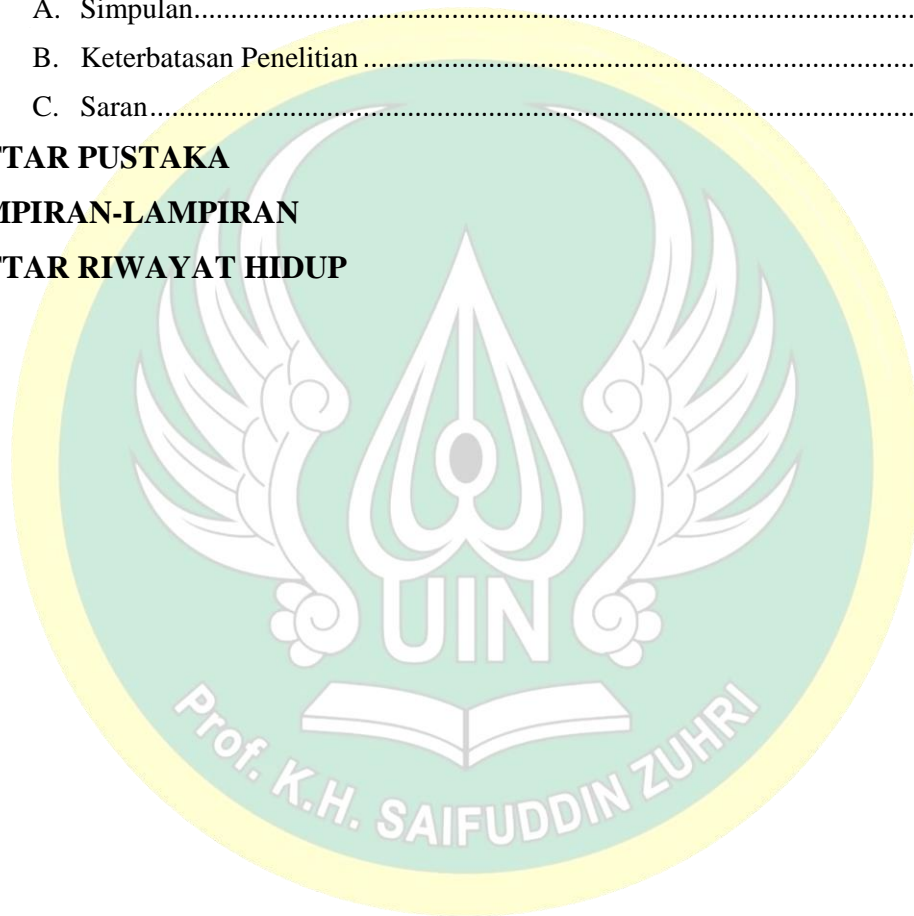 A. Simpulan
B. Keterbatasan Penelitian
C. Saran
TAR PUSTAKA
MPIRAN-LAMPIRAN
TAR RIWAYAT HIDUP
UIN
Prof. K.H. SAIFUDDIN ZUHRI